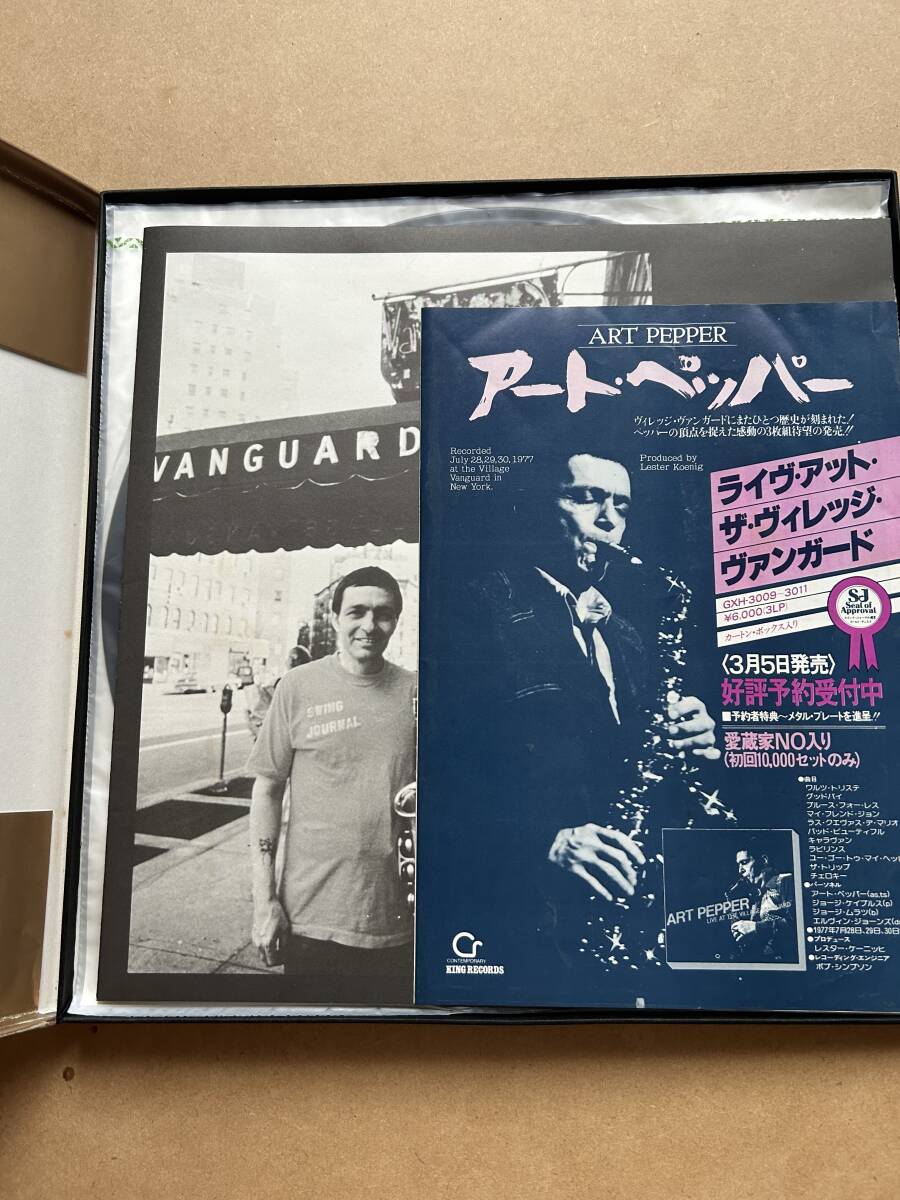 VANGUARD
SWING
JOURNAL
ART PEPPER
アート・ペッパー
ヴィレッジ・ヴァンガードにまたひとつ歴史が刻まれた!
ペッパーの頂点を捉えた感動の3枚組待望の発売!!
Recorded
July 28,29,30,1977
at the Village
Vanguard in
New York.
Produced by
Lester Koenig
ライヴ・アット・
ザ・ヴィレッジ・
ヴァンガード
GXH-3009~3011
¥6,000(3LP)
カートン・ボックス入り
SJ
Seal of
Approval
〈3月5日発売〉
好評予約受付中
■予約者特典~メタル・プレートを進呈!!
愛蔵家NO入り
(初回10,000セットのみ)
●曲目
ワルツ・トリステ
グッドバイ
ブルース・フォー・レス
マイ・フレンド・ジョン
ラス・クエヴァス・デ・マリオ
バッド・ビューティフル
キャラヴァン
ラビリンス
ユー・ゴー・トゥ・マイ・ヘッ
ザ・トリップ
チェロキー
●パーソネル
アート・ペッパー(as,ts)
ジョージ・ケイブルス(p)
ジョージ・ムラツ(b)
エルヴィン・ジョーンズ(d
●1977年7月28日、29日、30日
●プロデュース
レスター・ケーニッヒ
●レコーディング・エンジニア
ボブ・シンプソン
ART PEPPER
LIVE AT THE VILLAGE VANGUARD
Cr
CONTEMPORARY
KING RECORDS